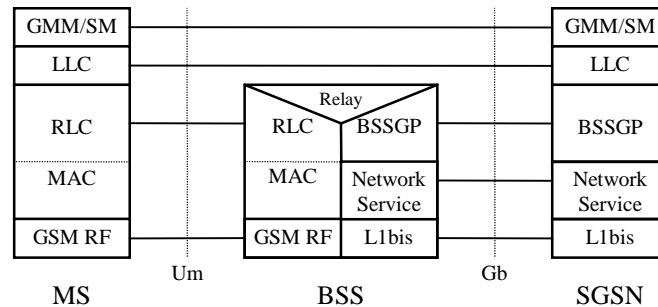 GMM/SM
GMM/SM
LLC
LLC
Relay
RLC
RLC
BSSGP
BSSGP
MAC
MAC
Network
Service
Network
Service
GSM RF
GSM RF
L1bis
L1bis
Um
Gb
MS
BSS
SGSN